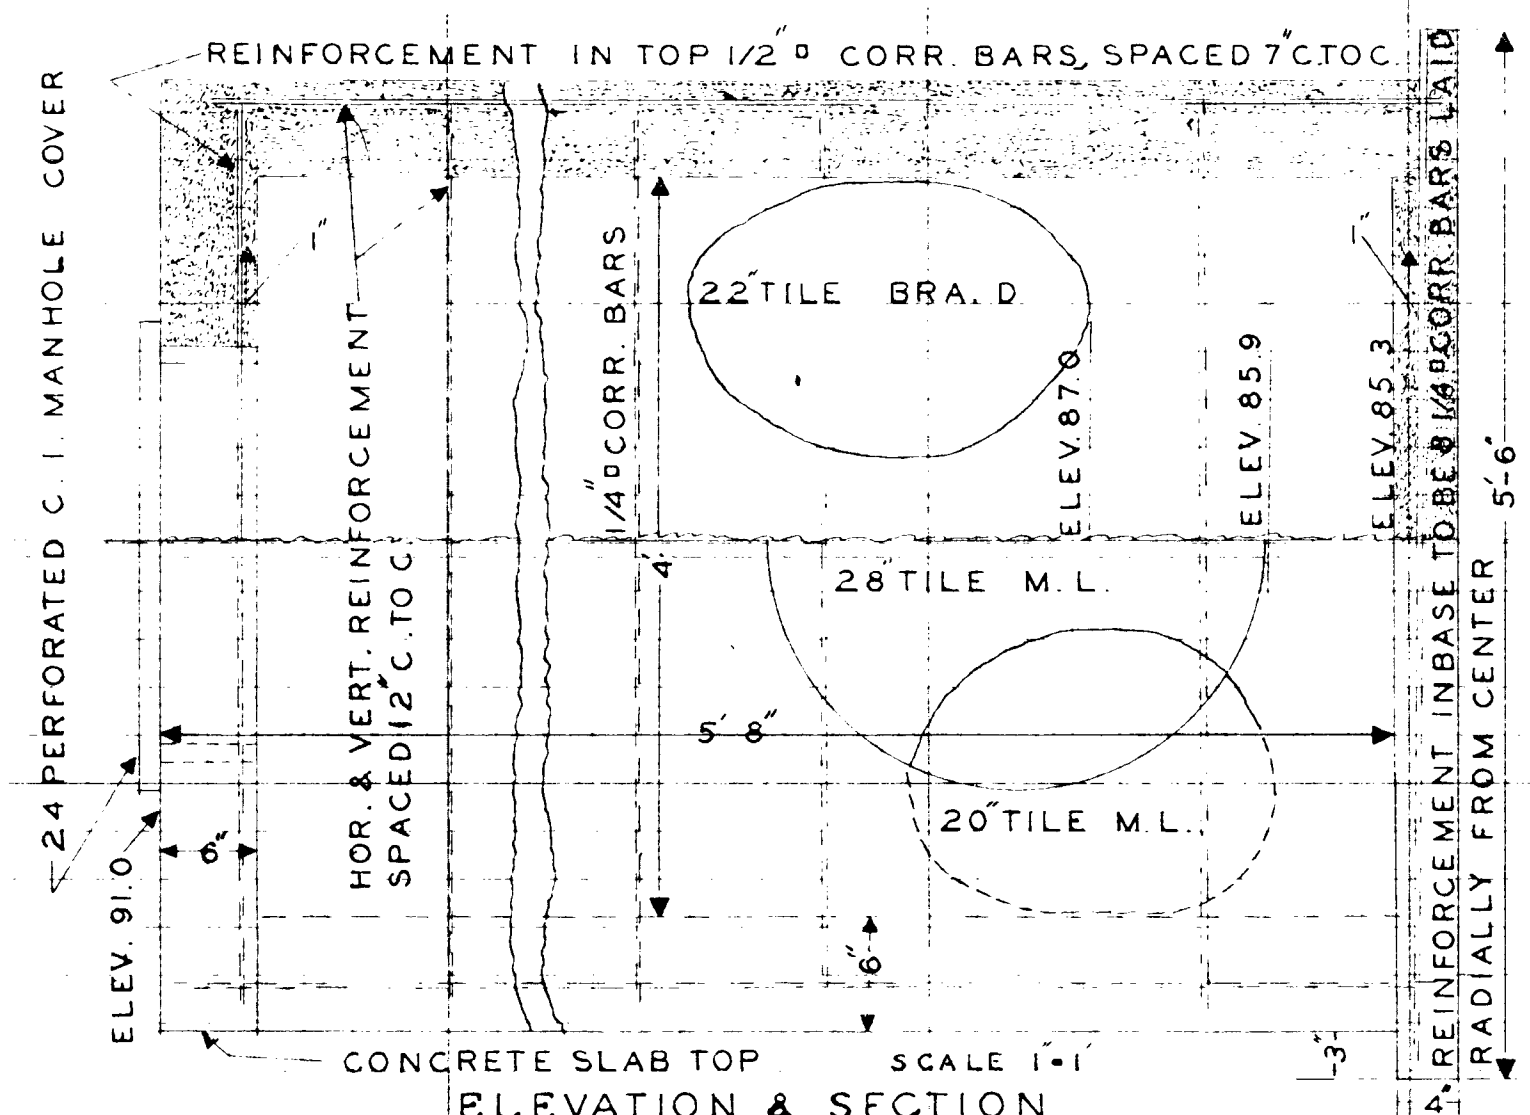 REINFORCEMENT IN TOP 1/2"▫ CORR. BARS, SPACED 7" C.TO C.
24 PERFORATED C. I. MANHOLE COVER
1"
HOR. & VERT. REINFORCEMENT
SPACED 12" C. TO C.
1/4"▫ CORR. BARS
22" TILE BRA. D
ELEV. 87.0
ELEV. 85.9
ELEV. 85.3
1"
REINFORCEMENT IN BASE TO BE 8 1/4"▫ CORR. BARS LAID
RADIALLY FROM CENTER
5'-6"
4'
28" TILE M.L.
5' 8"
20" TILE M.L.
6"
ELEV. 91.0
6"
CONCRETE SLAB TOP
SCALE 1"=1'
3"
4"
ELEVATION & SECTION